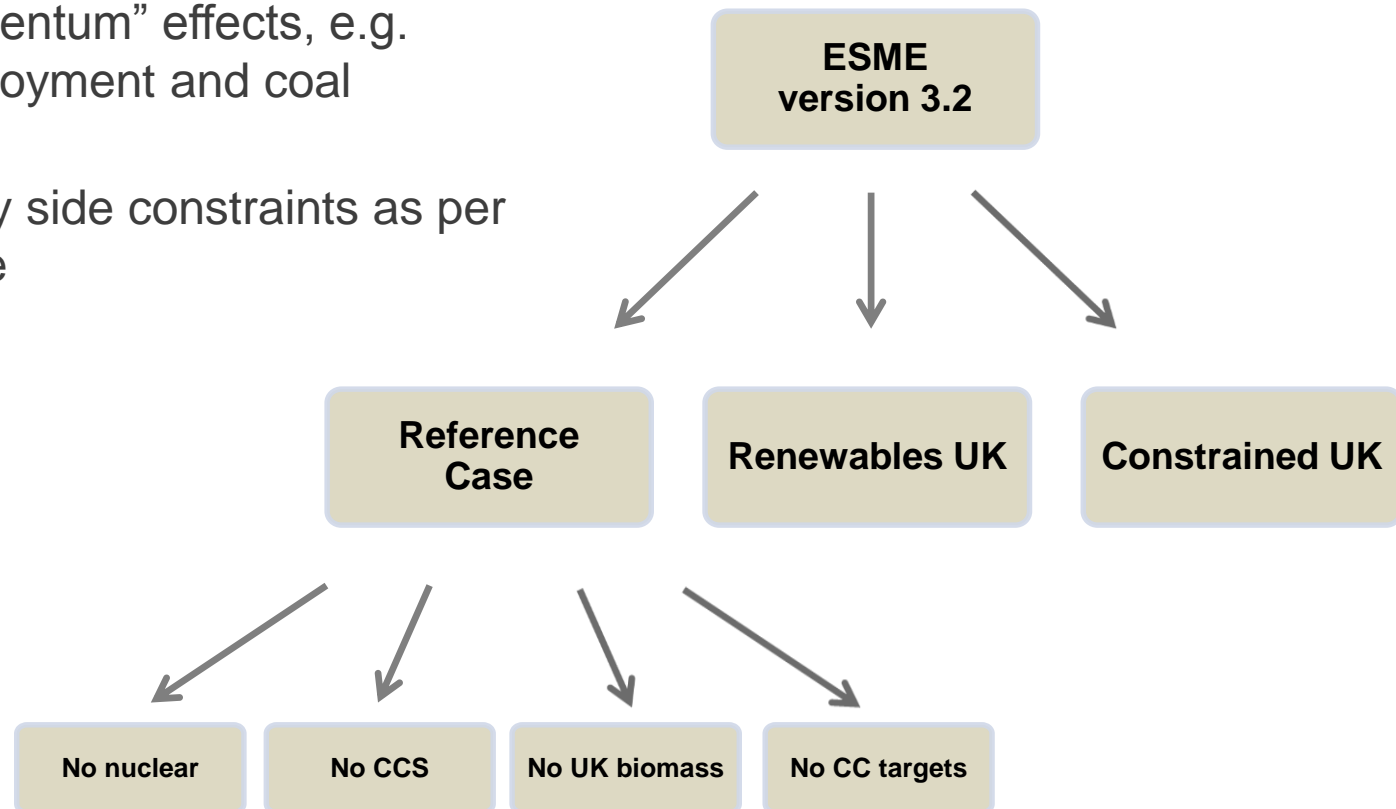 entum” effects, e.g.
oyment and coal
y side constraints as per
e
ESME
version 3.2
Reference
Case
Renewables UK
Constrained UK
No nuclear
No CCS
No UK biomass
No CC targets